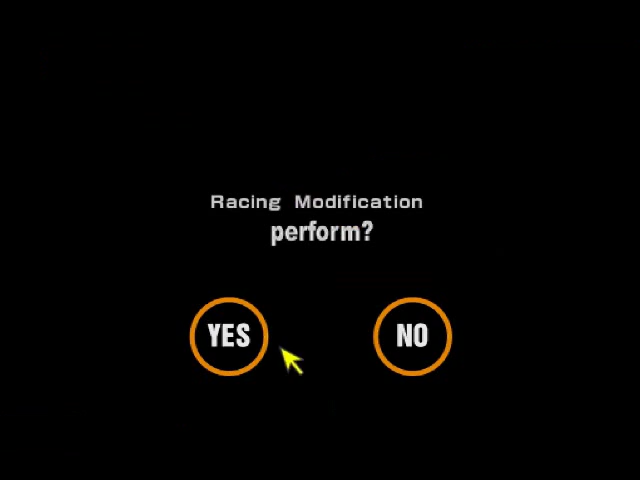 Racing Modification
perform?
YES
NO